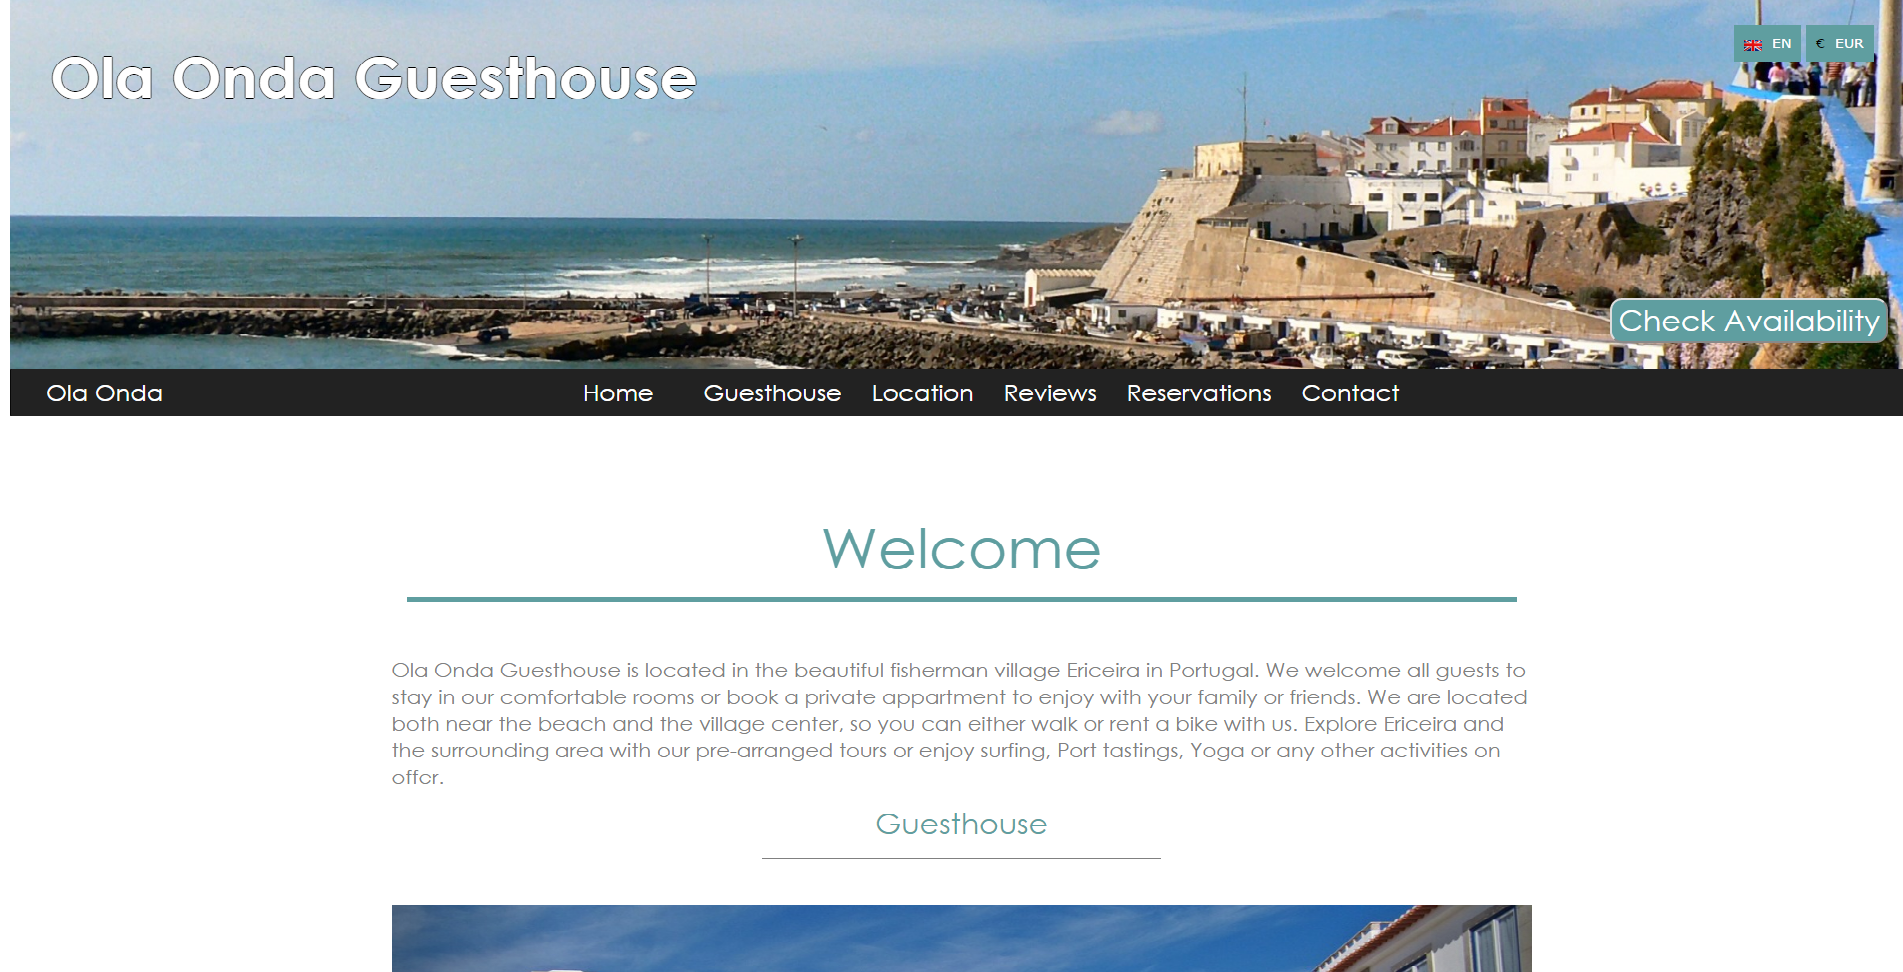 Ola Onda Guesthouse
EN € EUR
Check Availability
Ola Onda Home Guesthouse Location Reviews Reservations Contact
Welcome
Ola Onda Guesthouse is located in the beautiful fisherman village Ericeira in Portugal. We welcome all guests to
stay in our comfortable rooms or book a private appartment to enjoy with your family or friends. We are located
both near the beach and the village center, so you can either walk or rent a bike with us. Explore Ericeira and
the surrounding area with our pre-arranged tours or enjoy surfing, Port tastings, Yoga or any other activities on
offer.
Guesthouse